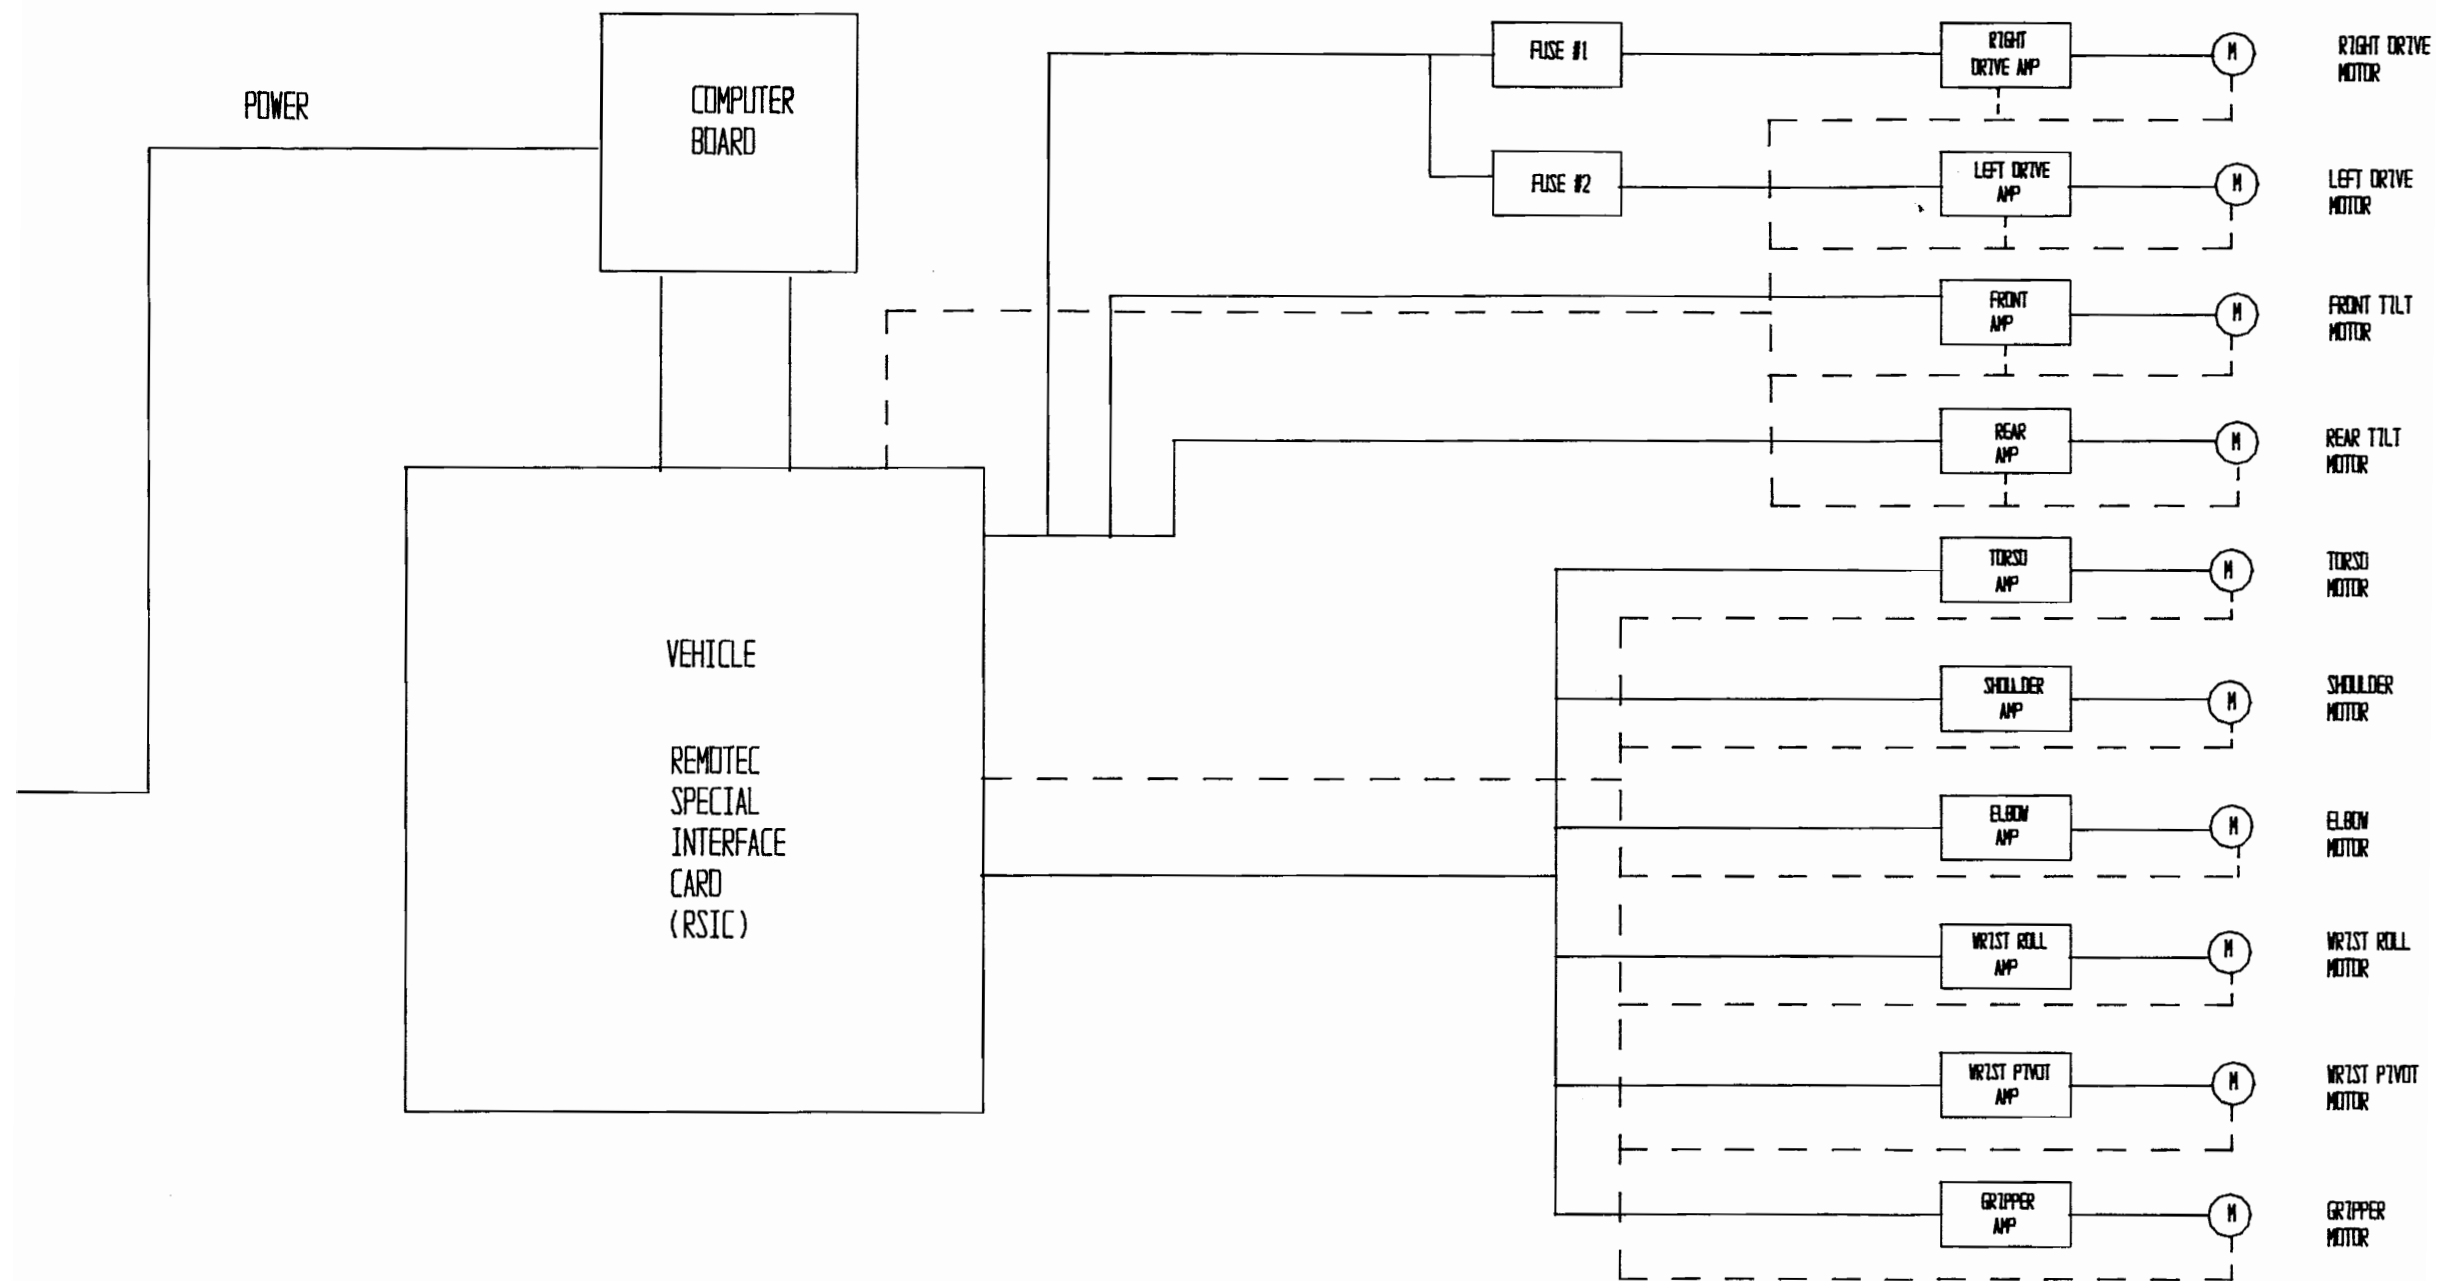 POWER
COMPUTER
BOARD
VEHICLE
REMOTEC
SPECIAL
INTERFACE
CARD
(RSIC)
FUSE #1
RIGHT
DRIVE AMP
M
RIGHT DRIVE
MOTOR
FUSE #2
LEFT DRIVE
AMP
M
LEFT DRIVE
MOTOR
FRONT
AMP
M
FRONT TILT
MOTOR
REAR
AMP
M
REAR TILT
MOTOR
TORSO
AMP
M
TORSO
MOTOR
SHOULDER
AMP
M
SHOULDER
MOTOR
ELBOW
AMP
M
ELBOW
MOTOR
WRIST ROLL
AMP
M
WRIST ROLL
MOTOR
WRIST PIVOT
AMP
M
WRIST PIVOT
MOTOR
GRIPPER
AMP
M
GRIPPER
MOTOR